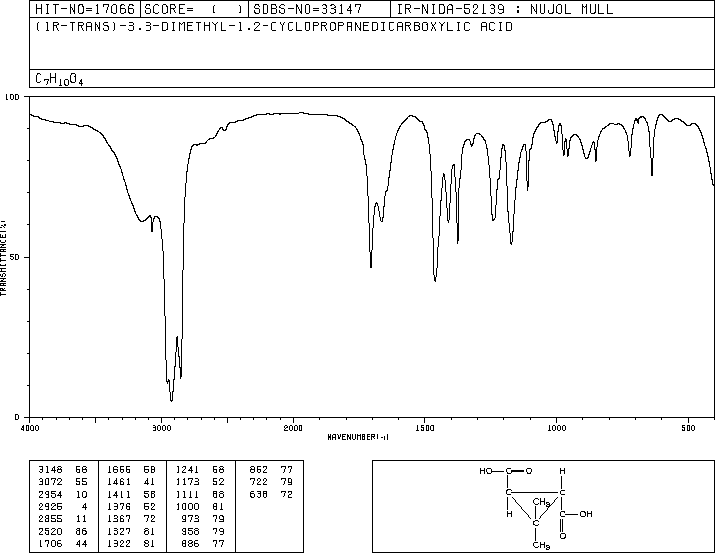 HIT-NO=17066 SCORE= ( ) SDBS-NO=33147 IR-NIDA-52139 : NUJOL MULL
(1R-TRANS)-3,3-DIMETHYL-1,2-CYCLOPROPANEDICARBOXYLIC ACID
C7H10O4
100
50
0
TRANSMITTANCE(%)
4000 3000 2000 1500 1000 500
WAVENUMBER(-1)
3148 58 1666 58 1241 58 852 77
3072 55 1461 41 1173 52 722 79
2954 10 1411 58 1111 68 638 72
2925 4 1376 52 1000 81
2855 11 1367 72 973 79
2520 86 1327 81 958 79
1706 44 1322 81 886 77
HO C O H
C C
H CH3 C OH
C O
CH3